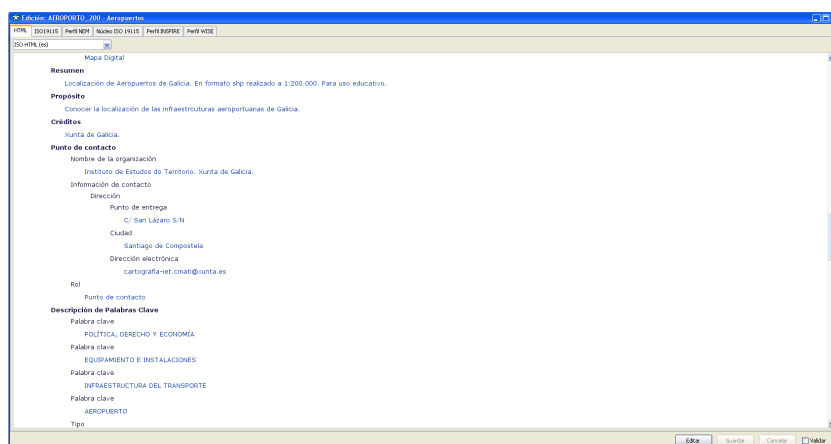 Edición: AEROPORTO_200 - Aeropuertos
HTML ISO19115 Perfil NEM Núcleo ISO 19115 Perfil INSPIRE Perfil WISE
ISO HTML (es)
Mapa Digital
Resumen
Localización de Aeropuertos de Galicia. En formato shp realizado a 1:200.000. Para uso educativo.
Propósito
Conocer la localización de las infraestrcuturas aeroportuarias de Galicia.
Créditos
Xunta de Galicia.
Punto de contacto
Nombre de la organización
Instituto de Estudos do Territorio. Xunta de Galicia.
Información de contacto
Dirección
Punto de entrega
C/ San Lázaro S/N
Ciudad
Santiago de Compostela
Dirección electrónica
cartografia-iet.cmati@xunta.es
Rol
Punto de contacto
Descripción de Palabras Clave
Palabra clave
POLÍTICA, DERECHO Y ECONOMÍA
Palabra clave
EQUIPAMIENTO E INSTALACIONES
Palabra clave
INFRAESTRUCTURA DEL TRANSPORTE
Palabra clave
AEROPUERTO
Tipo
Editar Guardar Cancelar Validar